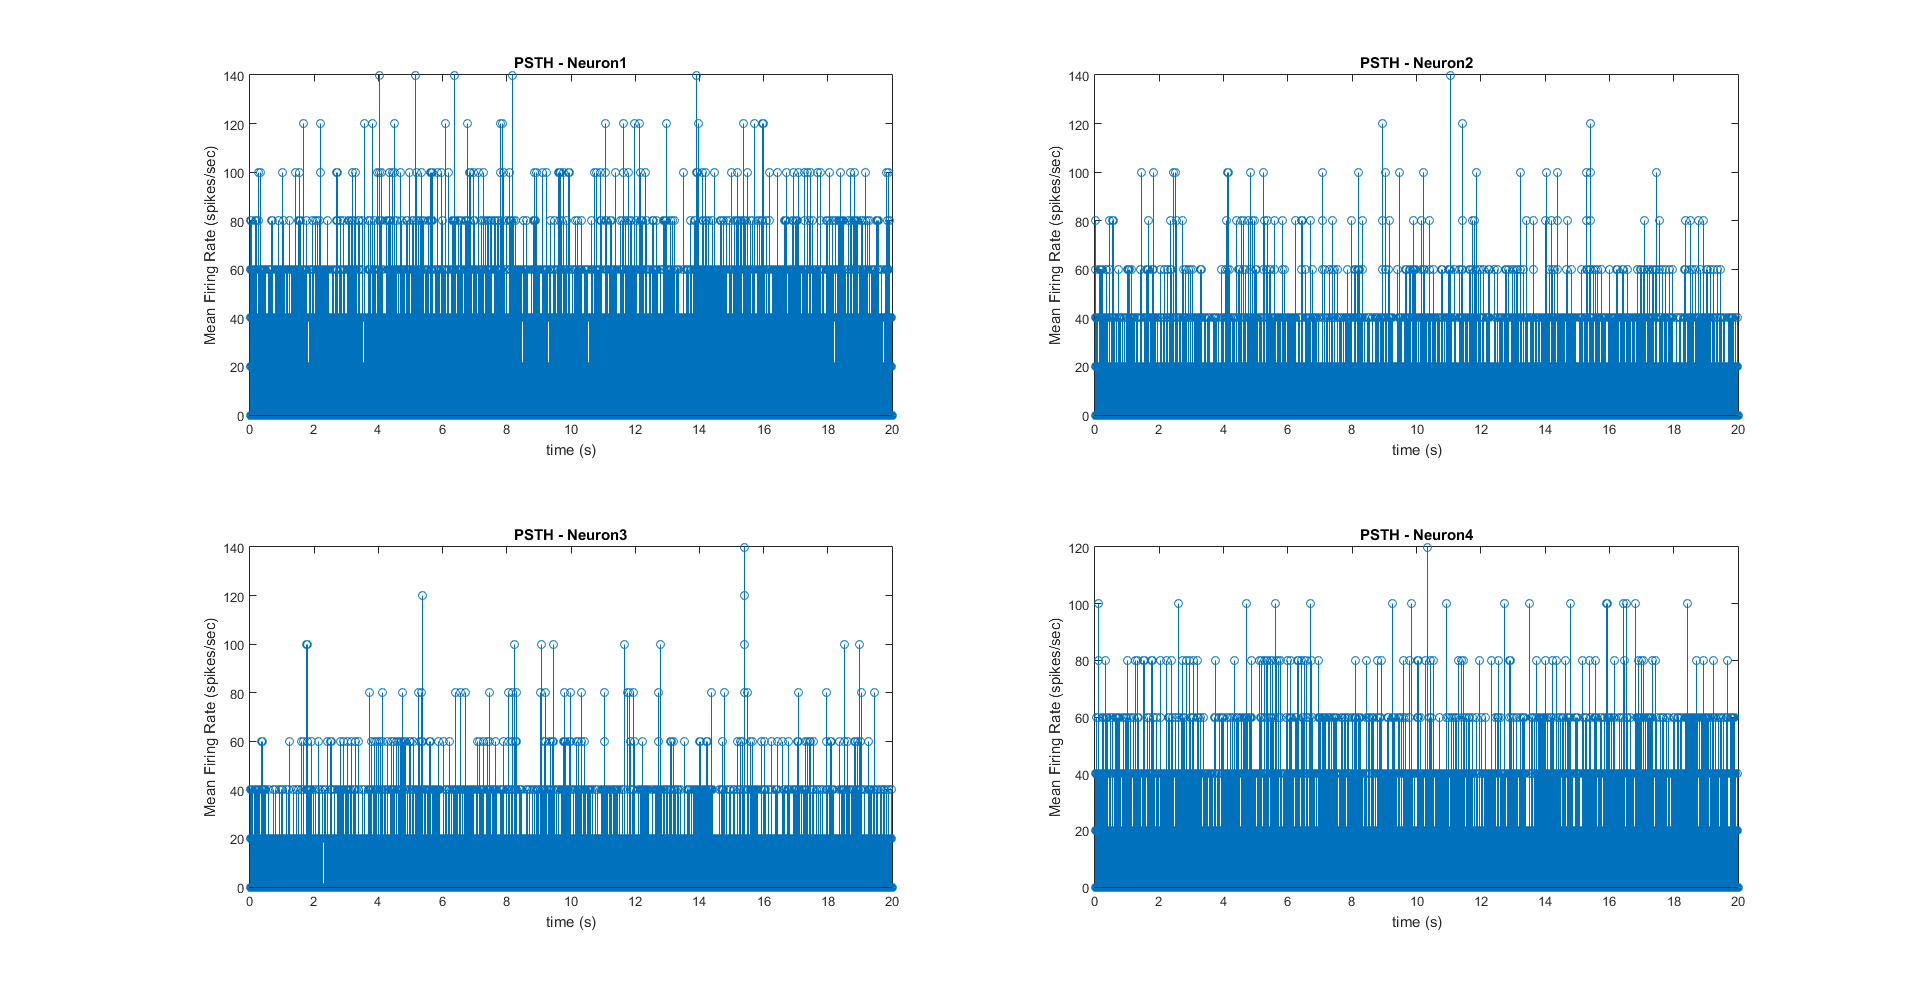 PSTH - Neuron1
Mean Firing Rate (spikes/sec)
140
120
100
80
60
40
20
0
0 2 4 6 8 10 12 14 16 18 20
time (s)
PSTH - Neuron2
Mean Firing Rate (spikes/sec)
140
120
100
80
60
40
20
0
0 2 4 6 8 10 12 14 16 18 20
time (s)
PSTH - Neuron3
Mean Firing Rate (spikes/sec)
140
120
100
80
60
40
20
0
0 2 4 6 8 10 12 14 16 18 20
time (s)
PSTH - Neuron4
Mean Firing Rate (spikes/sec)
120
100
80
60
40
20
0
0 2 4 6 8 10 12 14 16 18 20
time (s)